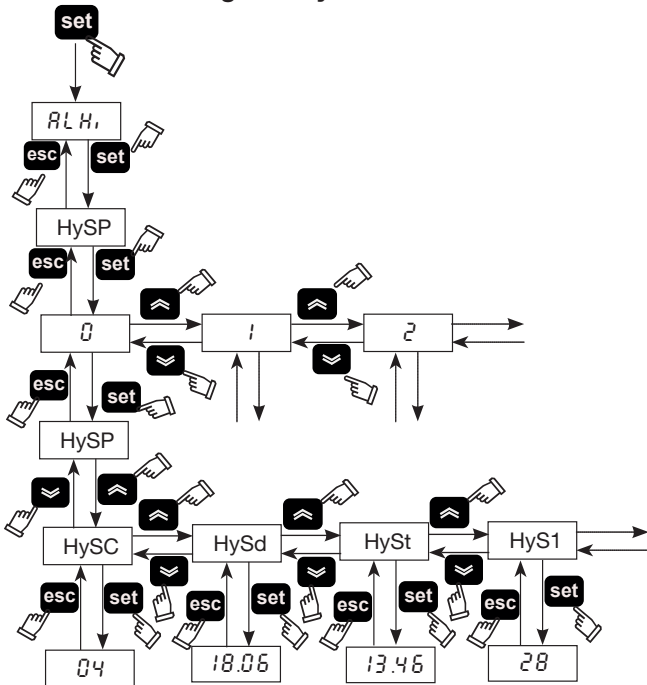 set
ALHi
esc set
HySP
esc set
0 1 2
esc set
HySP
HySC HySd HySt HyS1
esc set esc set esc set esc set
04 18.06 13.46 28